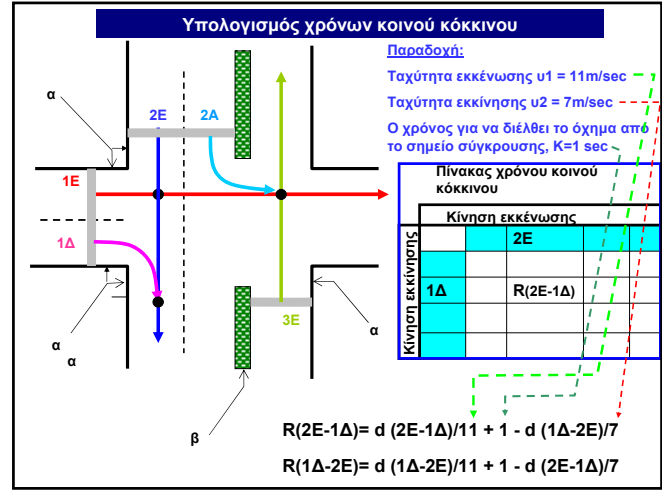 Υπολογισμός χρόνων κοινού κόκκινου
Παραδοχή:
Ταχύτητα εκκένωσης υ1 = 11m/sec
Ταχύτητα εκκίνησης υ2 = 7m/sec
Ο χρόνος για να διέλθει το όχημα από
το σημείο σύγκρουσης, Κ=1 sec
α
2Ε
2Α
1Ε
1Δ
3Ε
α
α
α
β
Πίνακας χρόνου κοινού
κόκκινου
Κίνηση εκκένωσης
Κίνηση εκκίνησης
2Ε
1Δ
R(2Ε-1Δ)
R(2Ε-1Δ)= d (2Ε-1Δ)/11 + 1 - d (1Δ-2Ε)/7
R(1Δ-2Ε)= d (1Δ-2Ε)/11 + 1 - d (2Ε-1Δ)/7